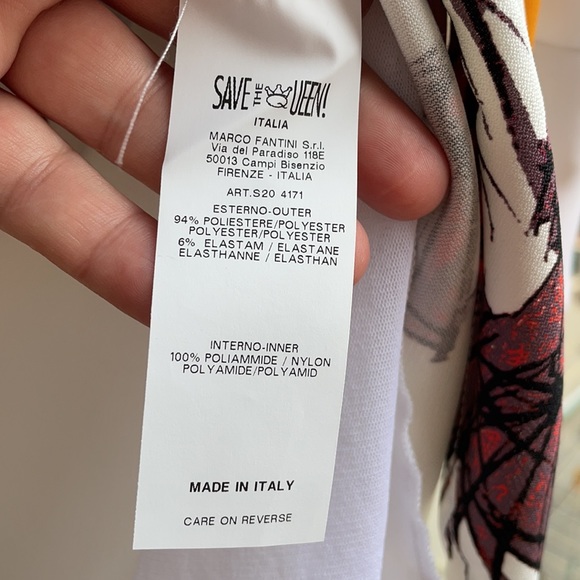 SAVE THE QUEEN!
ITALIA
MARCO FANTINI S.r.l.
Via del Paradiso 118E
50013 Campi Bisenzio
FIRENZE - ITALIA
ART.S20 4171
ESTERNO-OUTER
94% POLIESTERE/POLYESTER
POLYESTER/POLYESTER
6% ELASTAM / ELASTANE
ELASTHANNE / ELASTHAN
INTERNO-INNER
100% POLIAMMIDE / NYLON
POLYAMIDE/POLYAMID
MADE IN ITALY
CARE ON REVERSE